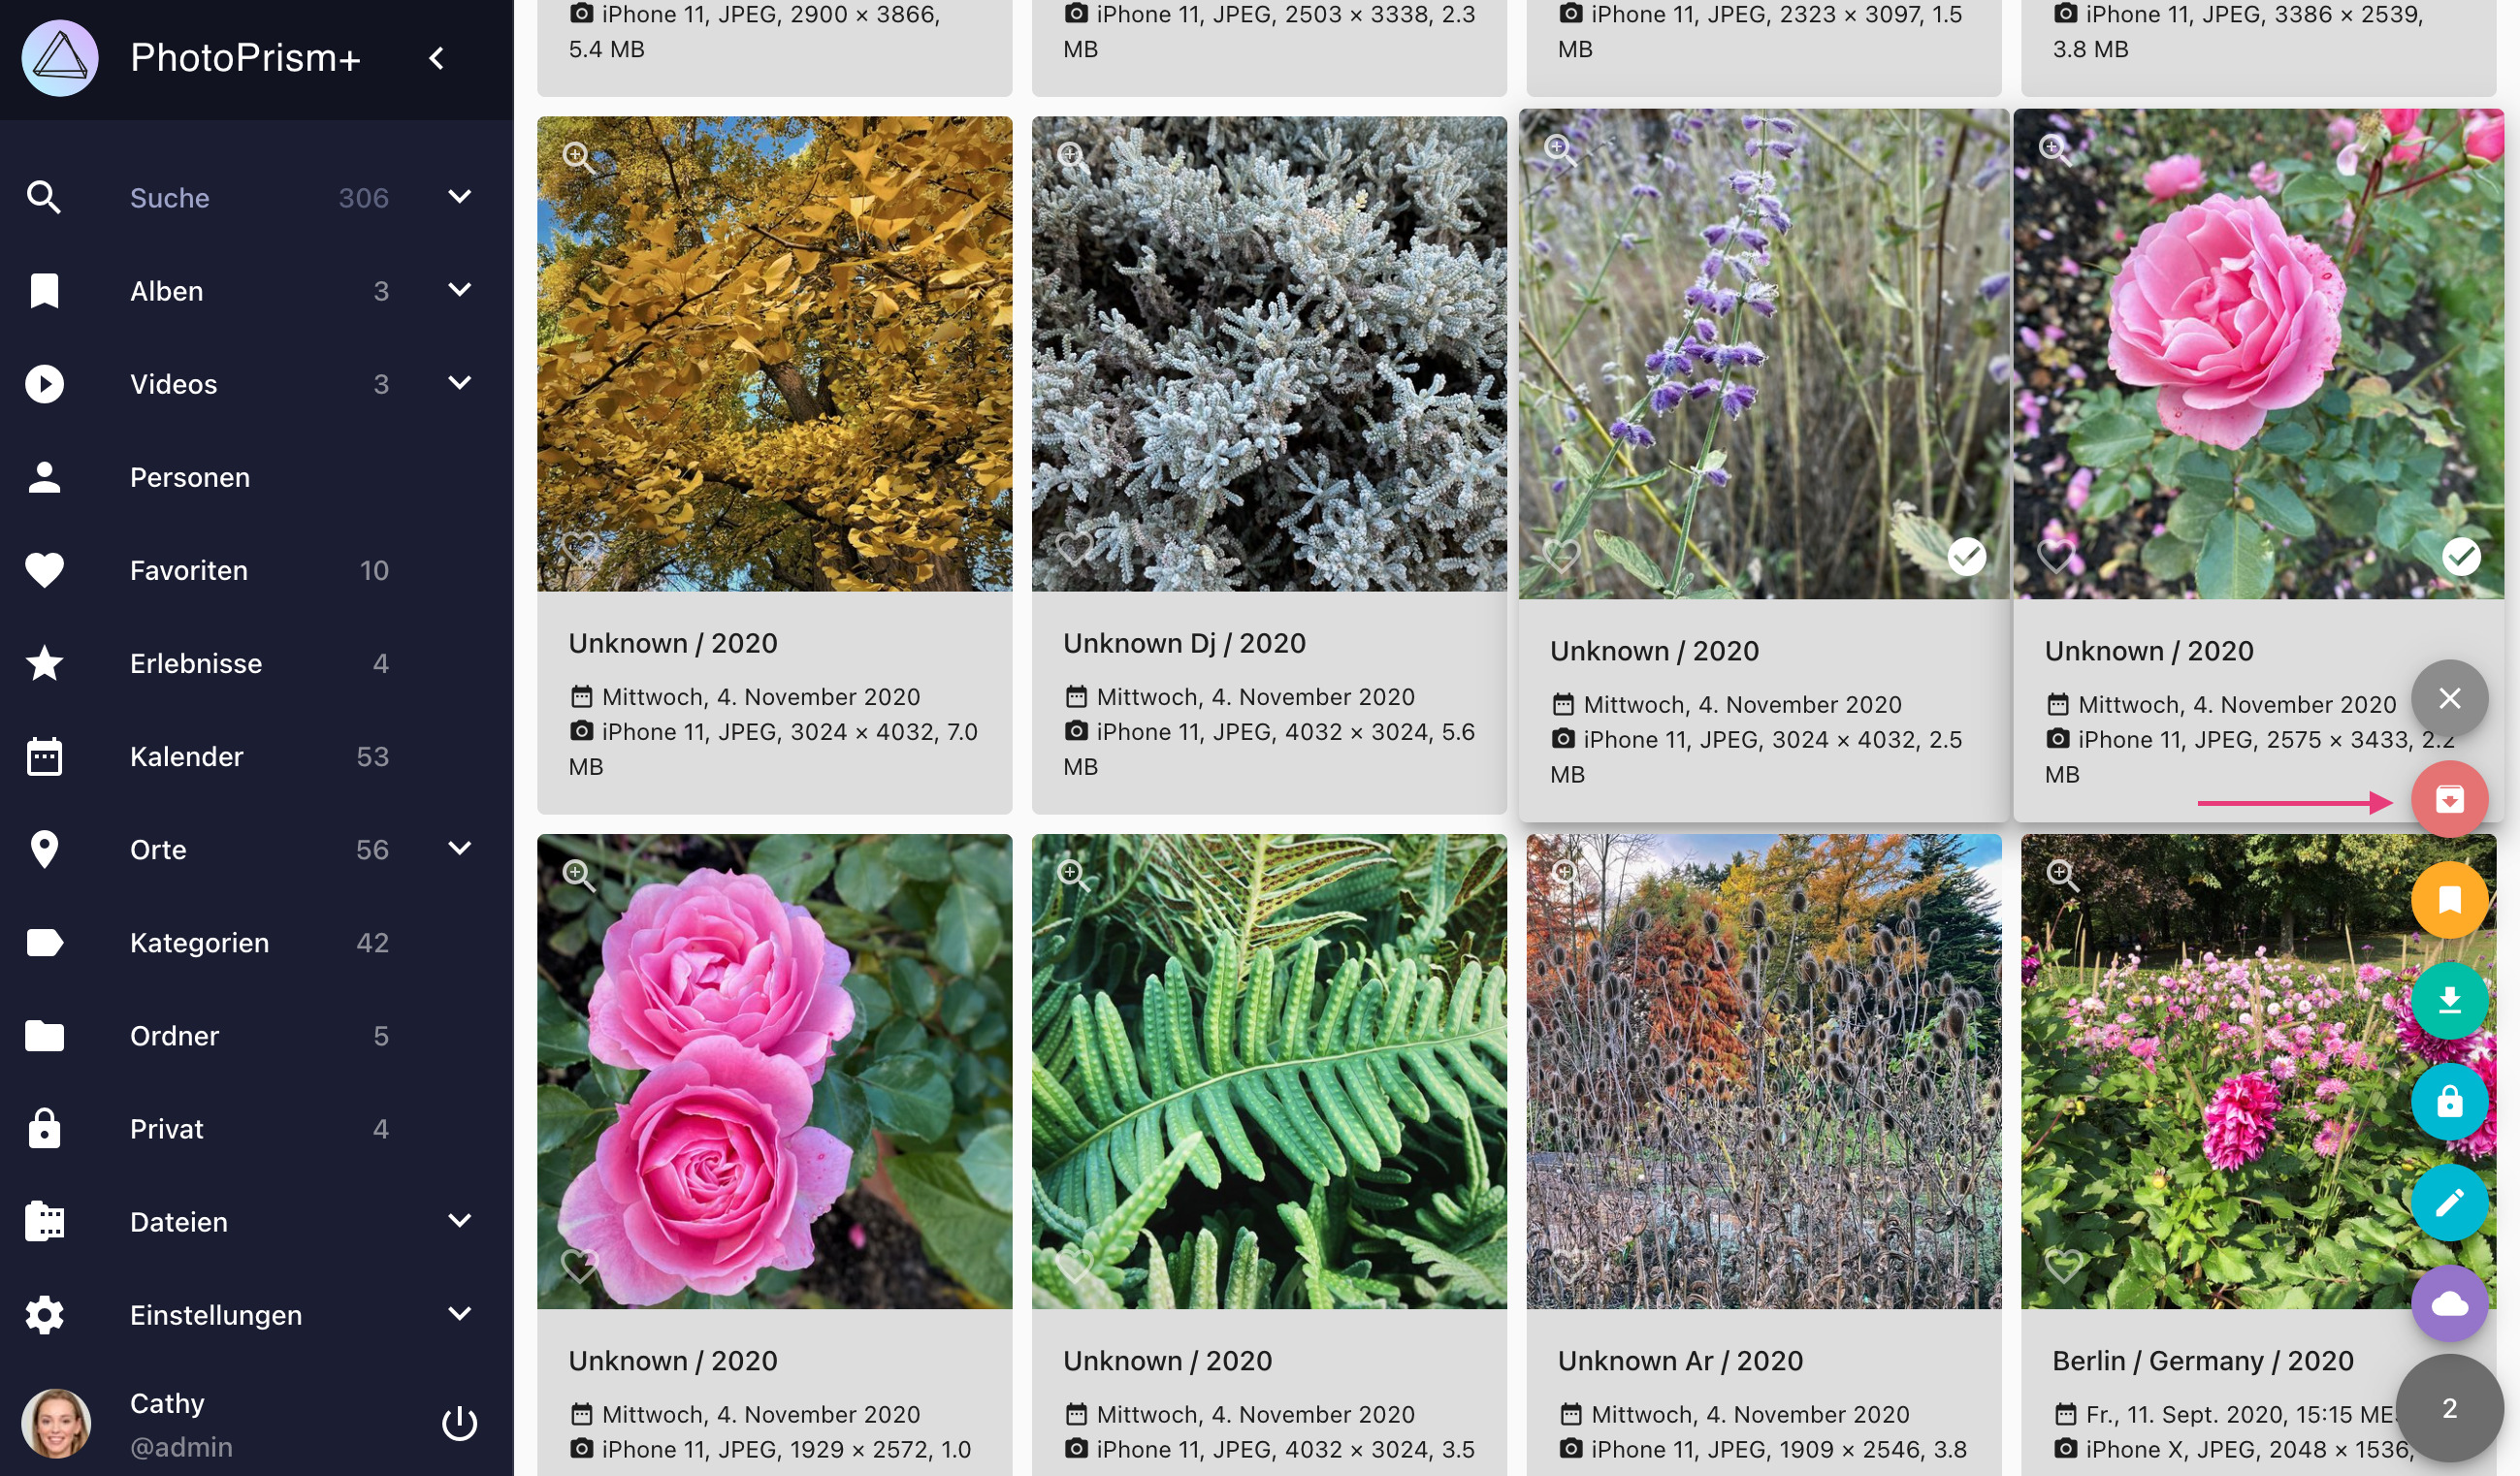 PhotoPrism+
Suche 306
Alben 3
Videos 3
Personen
Favoriten 10
Erlebnisse 4
Kalender 53
Orte 56
Kategorien 42
Ordner 5
Privat 4
Dateien
Einstellungen
Cathy
@admin
iPhone 11, JPEG, 2900 × 3866,
5.4 MB
iPhone 11, JPEG, 2503 × 3338, 2.3
MB
iPhone 11, JPEG, 2323 × 3097, 1.5
MB
iPhone 11, JPEG, 3386 × 2539,
3.8 MB
Unknown / 2020
Mittwoch, 4. November 2020
iPhone 11, JPEG, 3024 × 4032, 7.0
MB
Unknown Dj / 2020
Mittwoch, 4. November 2020
iPhone 11, JPEG, 4032 × 3024, 5.6
MB
Unknown / 2020
Mittwoch, 4. November 2020
iPhone 11, JPEG, 3024 × 4032, 2.5
MB
Unknown / 2020
Mittwoch, 4. November 2020
iPhone 11, JPEG, 2575 × 3433, 2.2
MB
Unknown / 2020
Mittwoch, 4. November 2020
iPhone 11, JPEG, 1929 × 2572, 1.0
Unknown / 2020
Mittwoch, 4. November 2020
iPhone 11, JPEG, 4032 × 3024, 3.5
Unknown Ar / 2020
Mittwoch, 4. November 2020
iPhone 11, JPEG, 1909 × 2546, 3.8
Berlin / Germany / 2020
Fr., 11. Sept. 2020, 15:15
iPhone X, JPEG, 2048 × 1536,
2